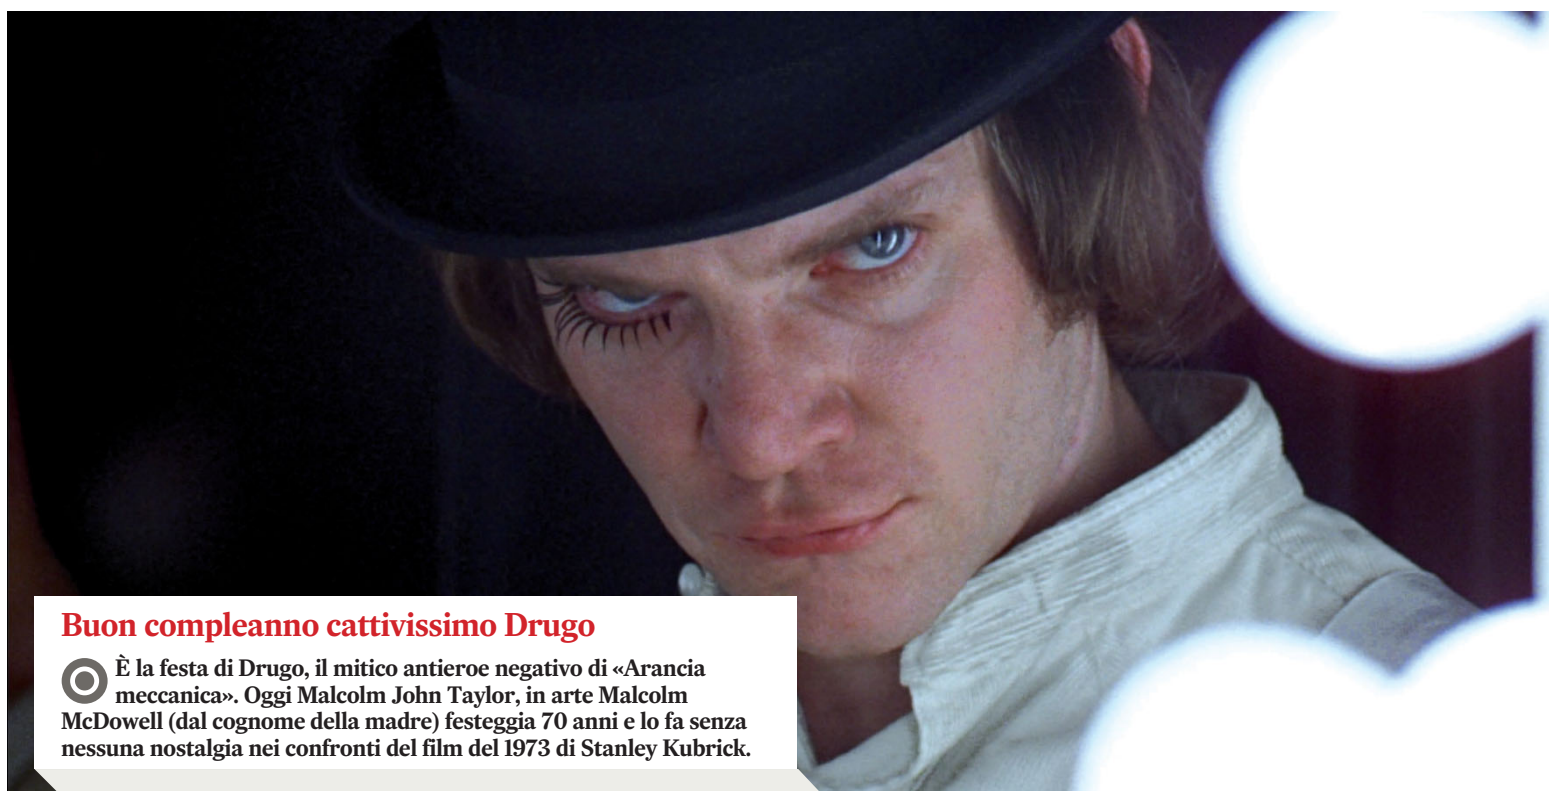 Buon compleanno cattivissimo Drugo
È la festa di Drugo, il mitico antieroe negativo di «Arancia
meccanica». Oggi Malcolm John Taylor, in arte Malcolm
McDowell (dal cognome della madre) festeggia 70 anni e lo fa senza
nessuna nostalgia nei confronti del film del 1973 di Stanley Kubrick.